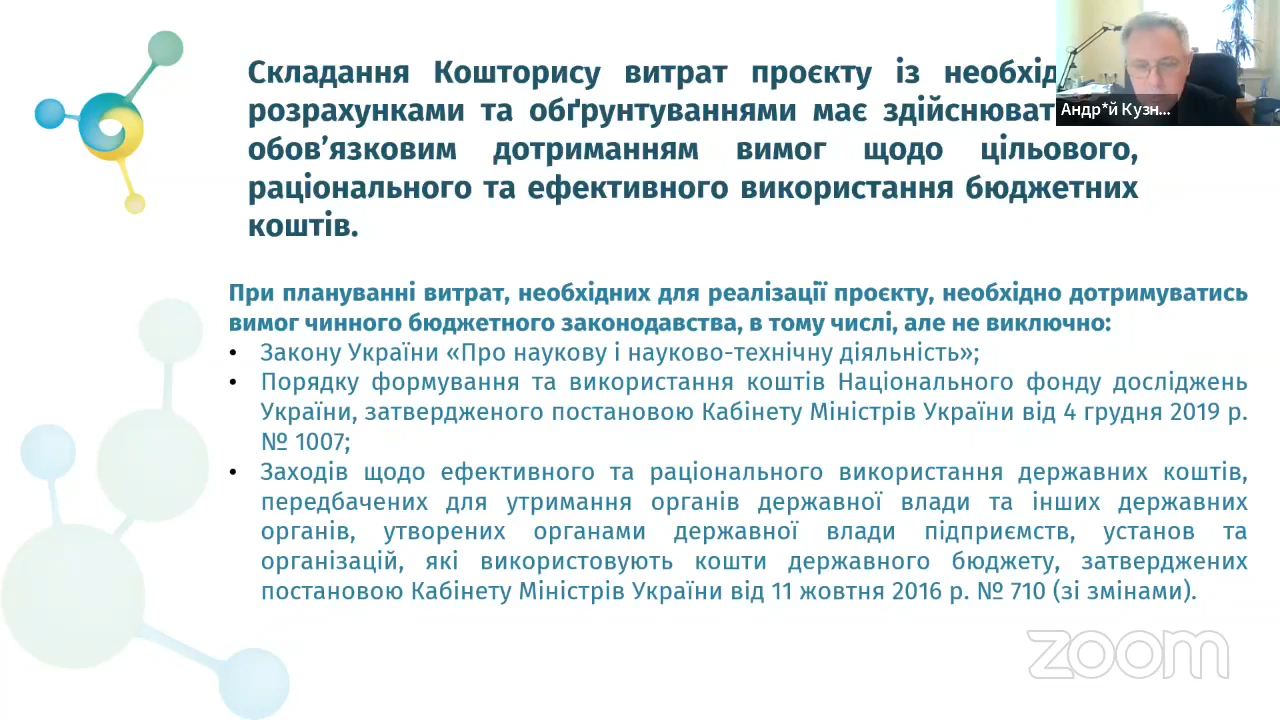 Складання Кошторису витрат проєкту із необхід
розрахунками та обґрунтуваннями має здійснюват
обов’язковим дотриманням вимог щодо цільового,
раціонального та ефективного використання бюджетних
коштів.
Андр*й Кузн...
При плануванні витрат, необхідних для реалізації проєкту, необхідно дотримуватись
вимог чинного бюджетного законодавства, в тому числі, але не виключно:
• Закону України «Про наукову і науково-технічну діяльність»;
• Порядку формування та використання коштів Національного фонду досліджень
України, затвердженого постановою Кабінету Міністрів України від 4 грудня 2019 р.
№ 1007;
• Заходів щодо ефективного та раціонального використання державних коштів,
передбачених для утримання органів державної влади та інших державних
органів, утворених органами державної влади підприємств, установ та
організацій, які використовують кошти державного бюджету, затверджених
постановою Кабінету Міністрів України від 11 жовтня 2016 р. № 710 (зі змінами).
zoom